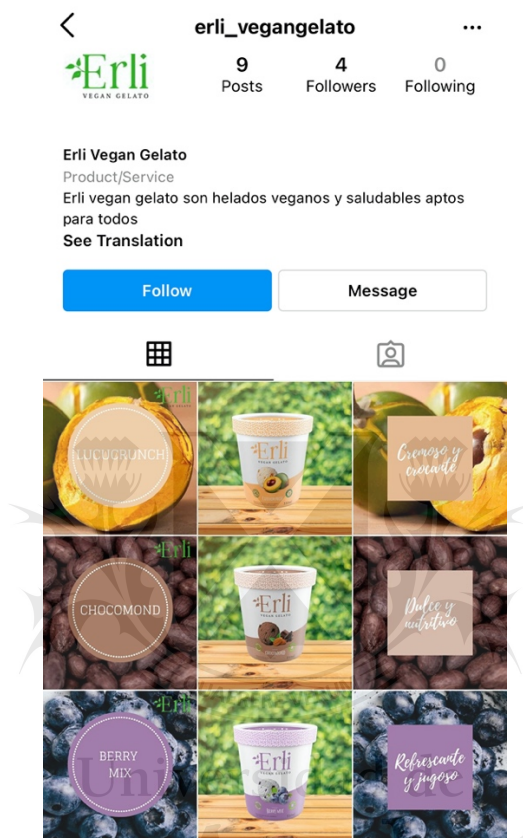 erli_vegangelato
Erli
VEGAN GELATO
9
Posts
4
Followers
0
Following
Erli Vegan Gelato
Product/Service
Erli vegan gelato son helados veganos y saludables aptos
para todos
See Translation
Follow
Message
Erli
LUCUCRUNCH
Erli
VEGAN GELATO
Cremoso y
crocante
Erli
CHOCOMOND
Erli
VEGAN GELATO
Dulce y
nutritivo
Erli
BERRY
MIX
Erli
VEGAN GELATO
Refrescante
y jugoso